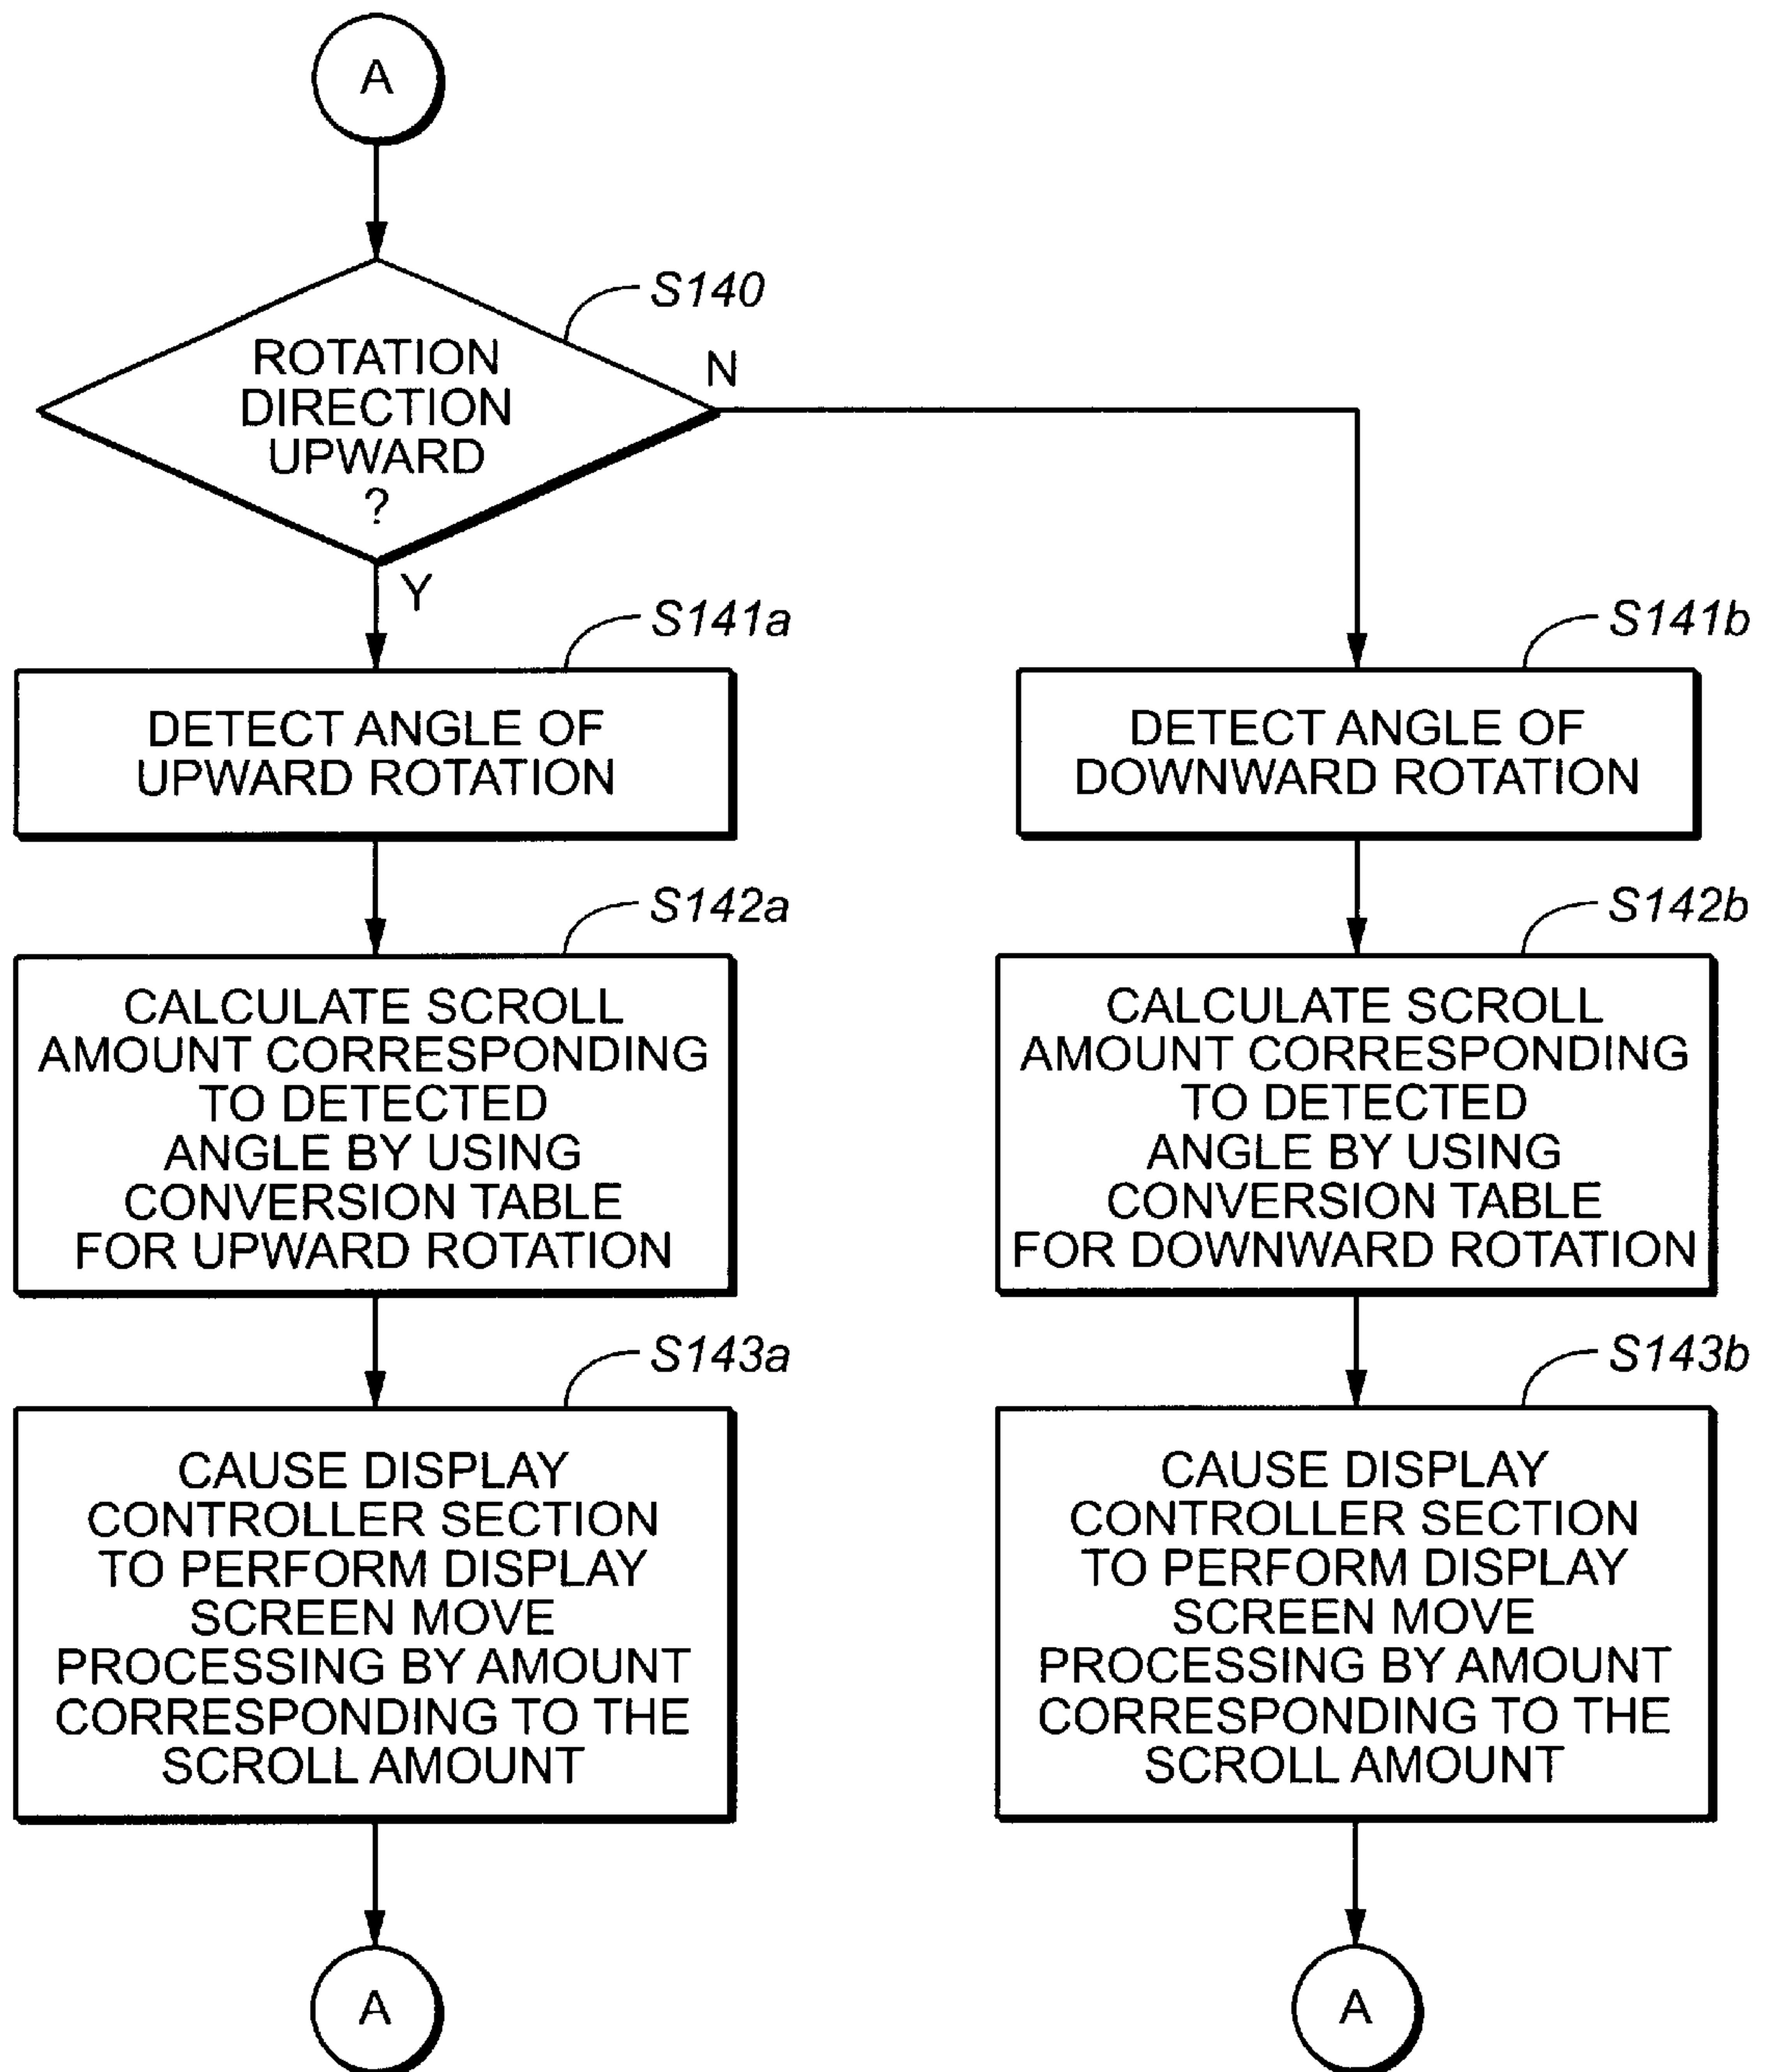 A
S140
ROTATION
DIRECTION
UPWARD
?
N
Y
S141a
DETECT ANGLE OF
UPWARD ROTATION
S142a
CALCULATE SCROLL
AMOUNT CORRESPONDING
TO DETECTED
ANGLE BY USING
CONVERSION TABLE
FOR UPWARD ROTATION
S143a
CAUSE DISPLAY
CONTROLLER SECTION
TO PERFORM DISPLAY
SCREEN MOVE
PROCESSING BY AMOUNT
CORRESPONDING TO THE
SCROLL AMOUNT
A
S141b
DETECT ANGLE OF
DOWNWARD ROTATION
S142b
CALCULATE SCROLL
AMOUNT CORRESPONDING
TO DETECTED
ANGLE BY USING
CONVERSION TABLE
FOR DOWNWARD ROTATION
S143b
CAUSE DISPLAY
CONTROLLER SECTION
TO PERFORM DISPLAY
SCREEN MOVE
PROCESSING BY AMOUNT
CORRESPONDING TO THE
SCROLL AMOUNT
A